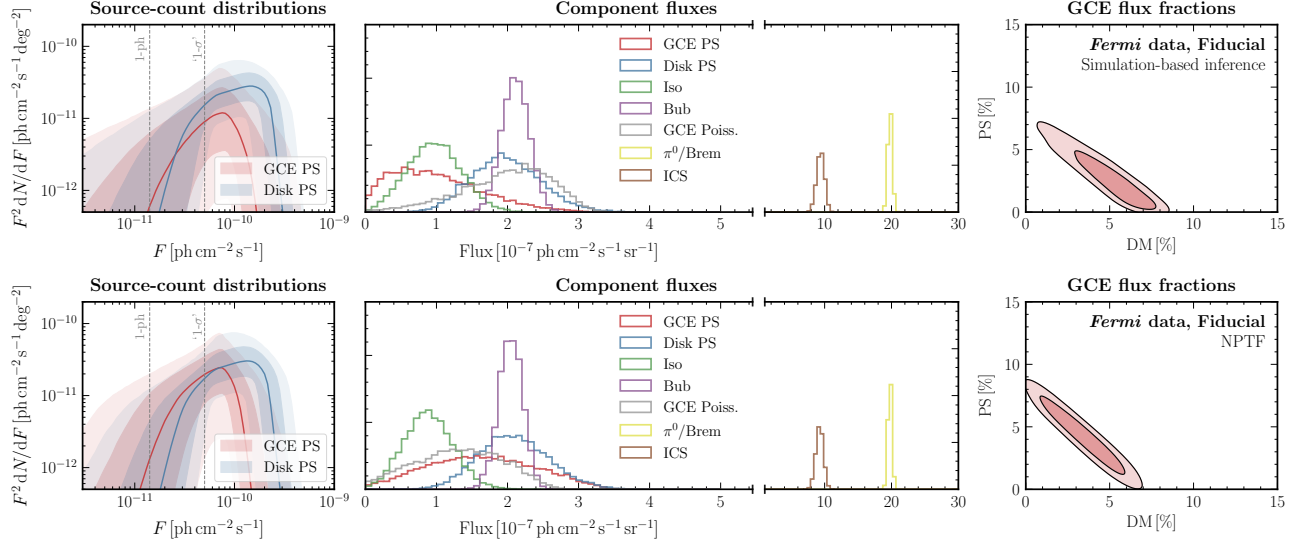 Source-count distributions
Component fluxes
GCE flux fractions
F² dN/dF [ph cm⁻² s⁻¹ deg⁻²]
10⁻¹⁰
10⁻¹¹
10⁻¹²
1-ph
‘1-σ’
GCE PS
Disk PS
10⁻¹¹ 10⁻¹⁰ 10⁻⁹
F [ph cm⁻² s⁻¹]
GCE PS
Disk PS
Iso
Bub
GCE Poiss.
π⁰/Brem
ICS
0 1 2 3 4 5 10 20 30
Flux [10⁻⁷ ph cm⁻² s⁻¹ sr⁻¹]
Fermi data, Fiducial
Simulation-based inference
PS [%]
15
10
5
0
0 5 10 15
DM [%]
Source-count distributions
Component fluxes
GCE flux fractions
F² dN/dF [ph cm⁻² s⁻¹ deg⁻²]
10⁻¹⁰
10⁻¹¹
10⁻¹²
1-ph
‘1-σ’
GCE PS
Disk PS
10⁻¹¹ 10⁻¹⁰ 10⁻⁹
F [ph cm⁻² s⁻¹]
GCE PS
Disk PS
Iso
Bub
GCE Poiss.
π⁰/Brem
ICS
0 1 2 3 4 5 10 20 30
Flux [10⁻⁷ ph cm⁻² s⁻¹ sr⁻¹]
Fermi data, Fiducial
NPTF
PS [%]
15
10
5
0
0 5 10 15
DM [%]